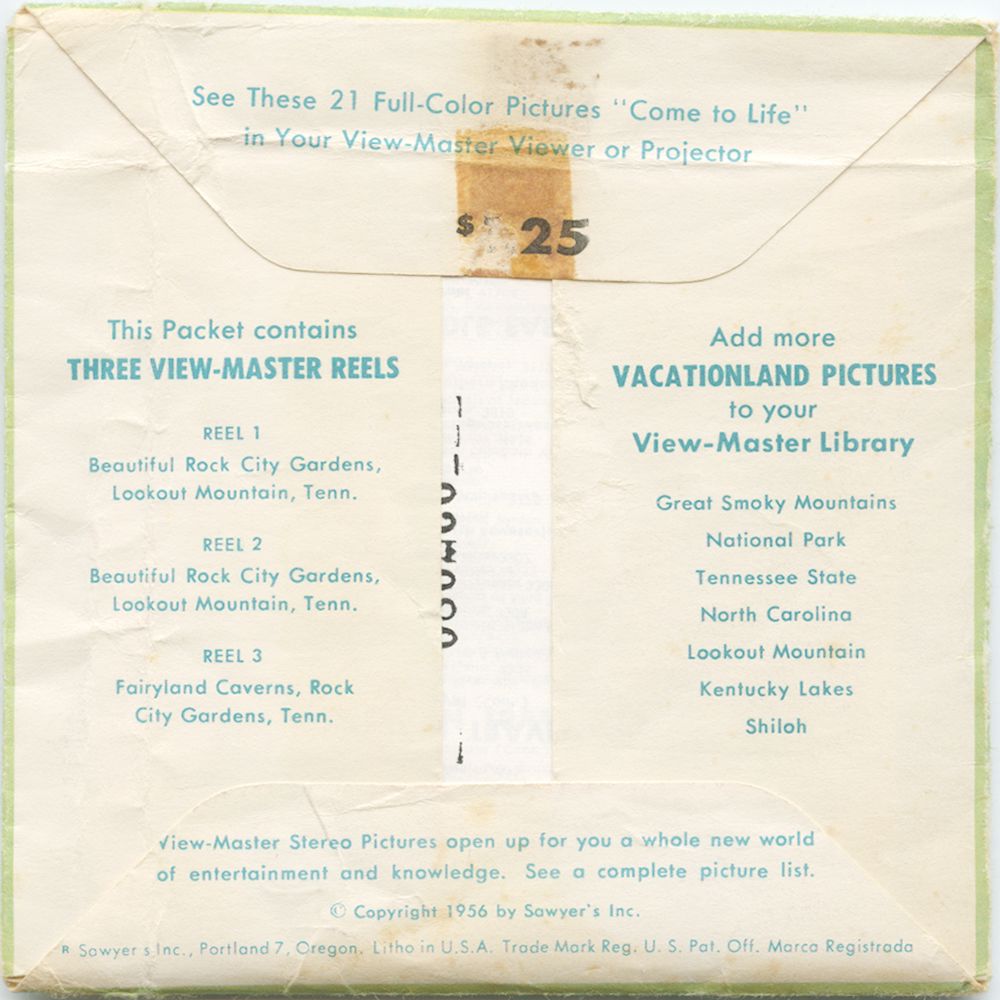 See These 21 Full-Color Pictures "Come to Life"
in Your View-Master Viewer or Projector
$ 25
This Packet contains
THREE VIEW-MASTER REELS
REEL 1
Beautiful Rock City Gardens,
Lookout Mountain, Tenn.
REEL 2
Beautiful Rock City Gardens,
Lookout Mountain, Tenn.
REEL 3
Fairyland Caverns, Rock
City Gardens, Tenn.
Add more
VACATIONLAND PICTURES
to your
View-Master Library
Great Smoky Mountains
National Park
Tennessee State
North Carolina
Lookout Mountain
Kentucky Lakes
Shiloh
View-Master Stereo Pictures open up for you a whole new world
of entertainment and knowledge. See a complete picture list.
© Copyright 1956 by Sawyer's Inc.
R Sawyer s Inc., Portland 7, Oregon. Litho in U.S.A. Trade Mark Reg. U. S. Pat. Off. Marca Registrada